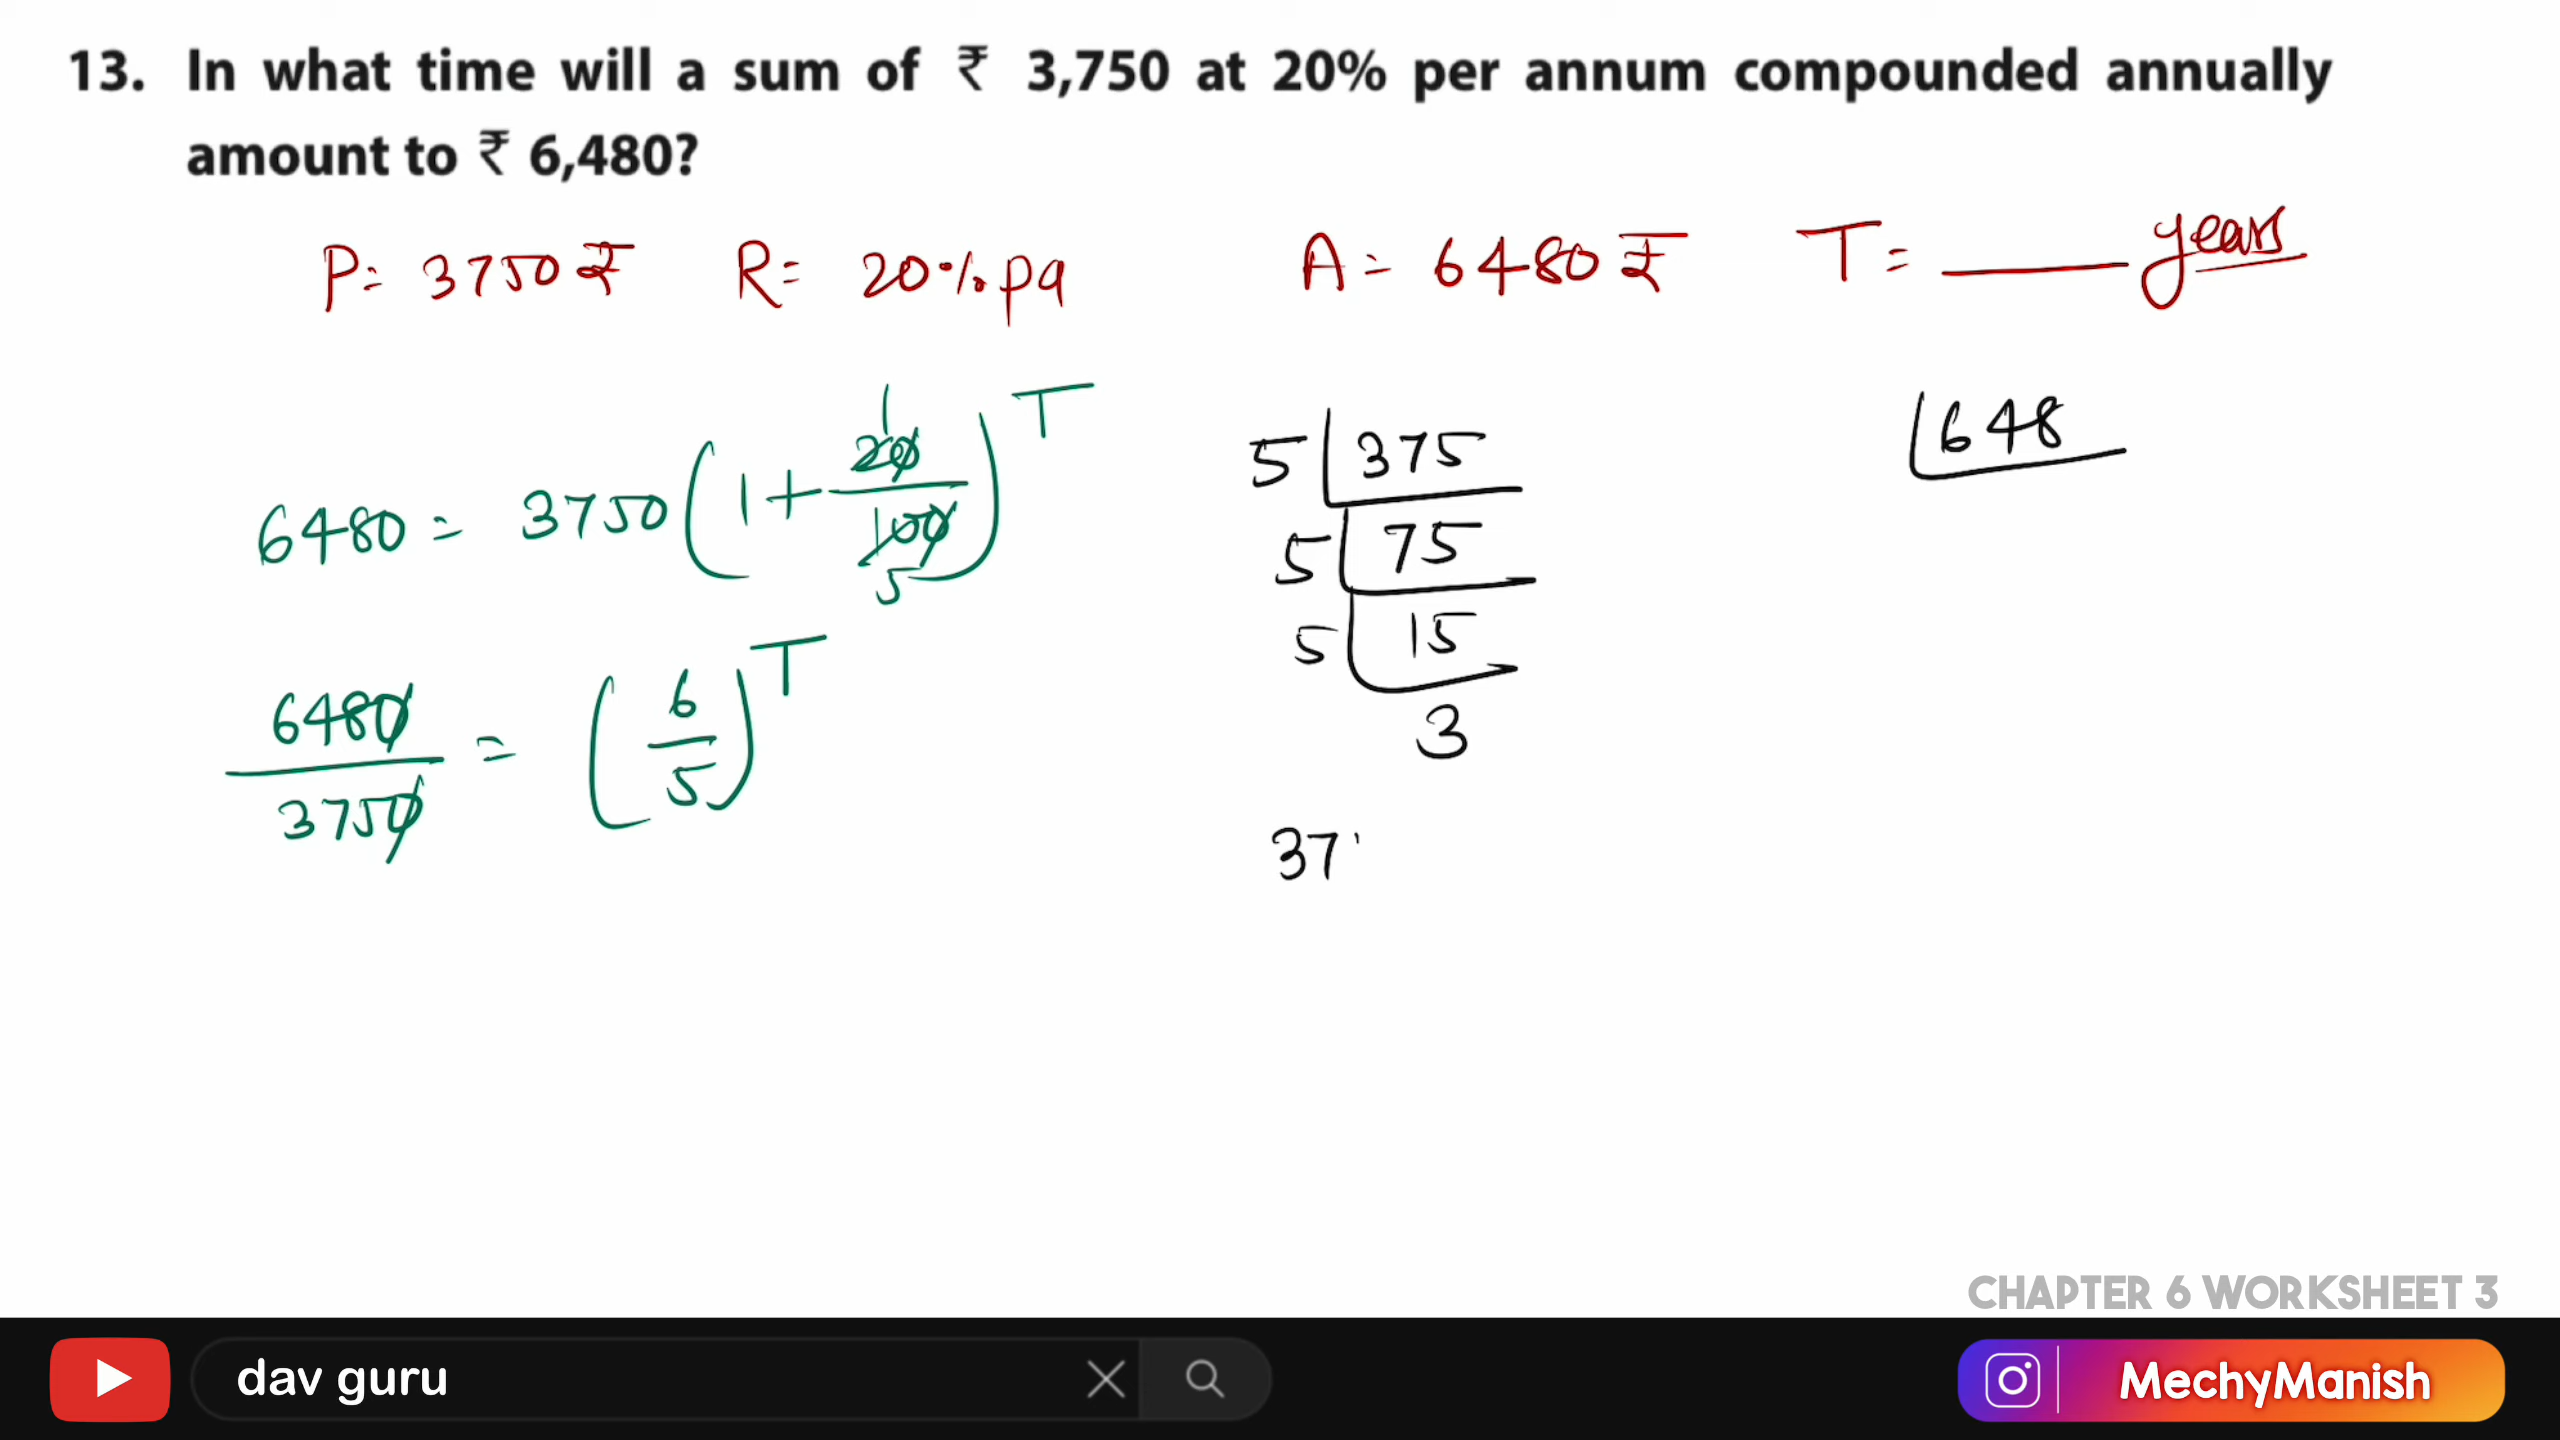 13. In what time will a sum of ₹ 3,750 at 20% per annum compounded annually
amount to ₹ 6,480?
P= 3750 ₹ R= 20% pa A= 6480 ₹ T= ____ years
6480 = 3750 (1 + 20/100)^T
1
5
6480/3750 = (6/5)^T
5 | 375
5 | 75
5 | 15
3
37
| 648
CHAPTER 6 WORKSHEET 3
dav guru
MechyManish